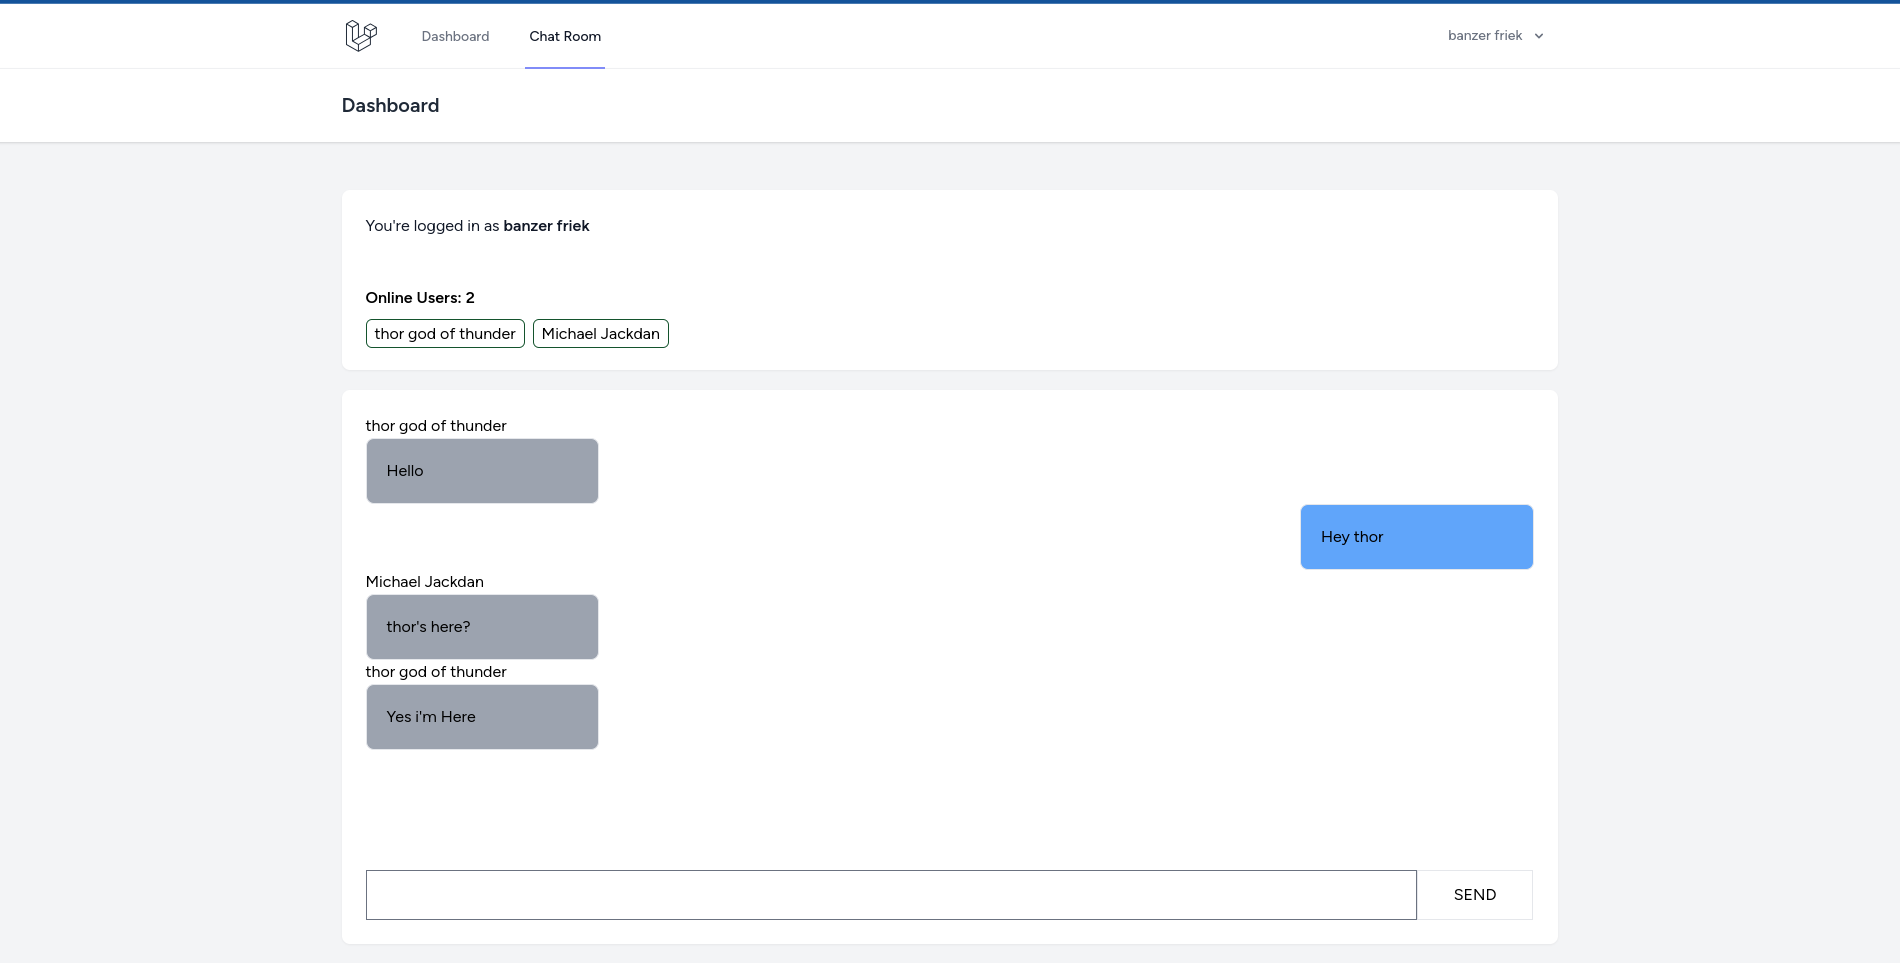 Dashboard Chat Room banzer friek
Dashboard
You're logged in as banzer friek
Online Users: 2
thor god of thunder Michael Jackdan
thor god of thunder
Hello
Hey thor
Michael Jackdan
thor's here?
thor god of thunder
Yes i'm Here
SEND